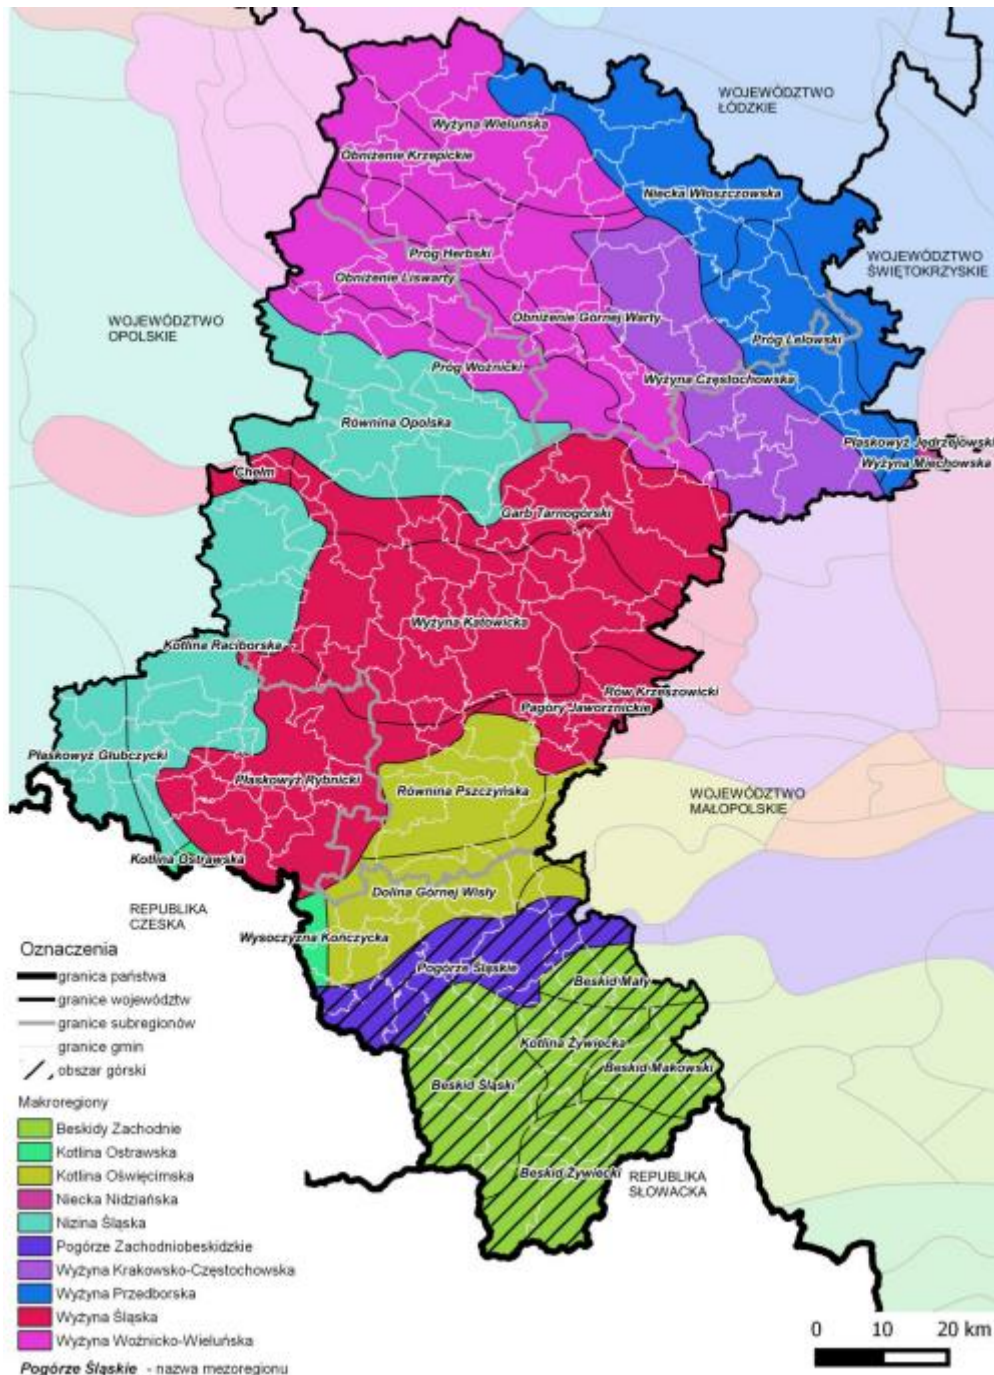 WOJEWÓDZTWO
ŁÓDZKIE
Wyżyna Wieluńska
Obniżenie Krzepickie
Niecka Włoszczowska
WOJEWÓDZTWO
ŚWIĘTOKRZYSKIE
Próg Herbski
Obniżenie Liswarty
WOJEWÓDZTWO
OPOLSKIE
Obniżenie Górnej Warty
Próg Lelowski
Próg Woźnicki
Wyżyna Częstochowska
Równina Opolska
Płaskowyż Jędrzejowski
Wyżyna Miechowska
Chełm
Garb Tarnogórski
Wyżyna Katowicka
Kotlina Raciborska
Rów Krzeszowicki
Pagóry Jaworznickie
Płaskowyż Głubczycki
Płaskowyż Rybnicki
Równina Pszczyńska
WOJEWÓDZTWO
MAŁOPOLSKIE
Kotlina Ostrawska
Dolina Górnej Wisły
REPUBLIKA
CZESKA
Wysoczyzna Kończycka
Pogórze Śląskie
Beskid Mały
Kotlina Żywiecka
Beskid Makowski
Beskid Śląski
Beskid Żywiecki
REPUBLIKA
SŁOWACKA
Oznaczenia
granica państwa
granice województw
granice subregionów
granice gmin
obszar górski
Makroregiony
Beskidy Zachodnie
Kotlina Ostrawska
Kotlina Oświęcimska
Niecka Nidziańska
Nizina Śląska
Pogórze Zachodniobeskidzkie
Wyżyna Krakowsko-Częstochowska
Wyżyna Przedborska
Wyżyna Śląska
Wyżyna Woźnicko-Wieluńska
Pogórze Śląskie - nazwa mezoregionu
0 10 20 km